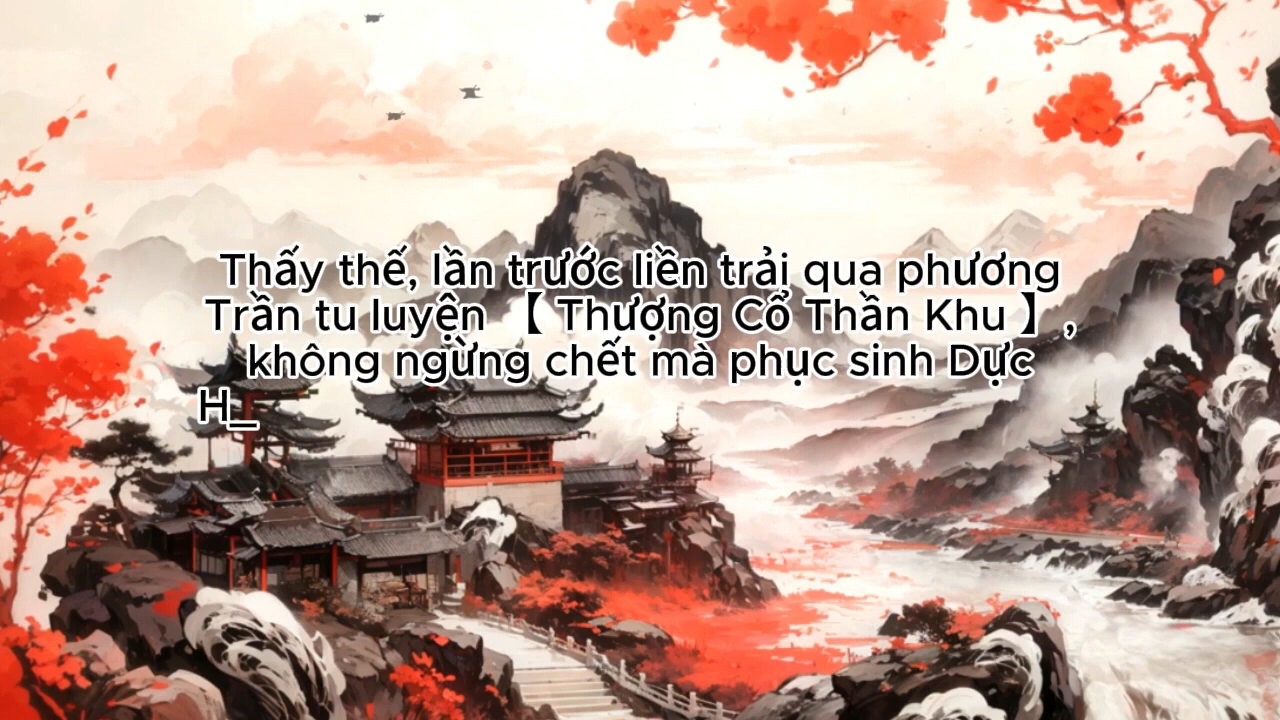 Thấy thế, lần trước liền trải qua phương
Trần tu luyện 【 Thượng Cổ Thần Khu 】 ,
không ngừng chết mà phục sinh Dực
H_